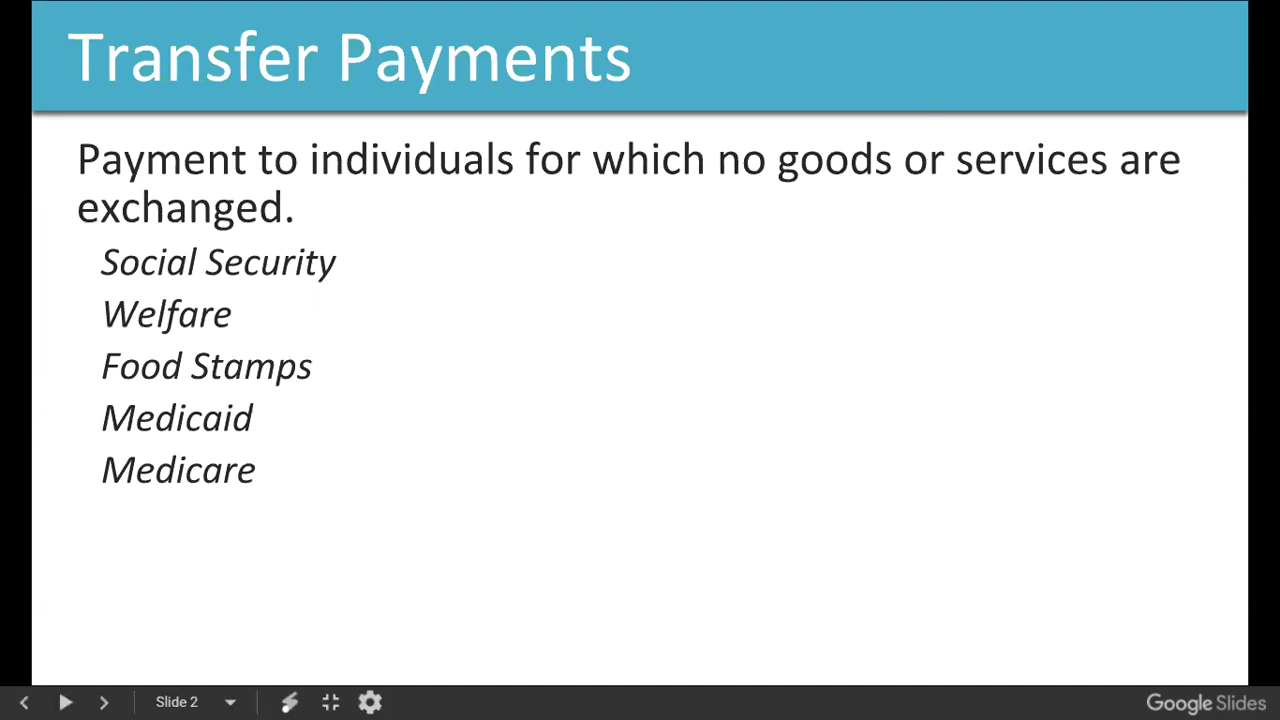 Transfer Payments
Payment to individuals for which no goods or services are
exchanged.
Social Security
Welfare
Food Stamps
Medicaid
Medicare
Slide 2
Google Slides